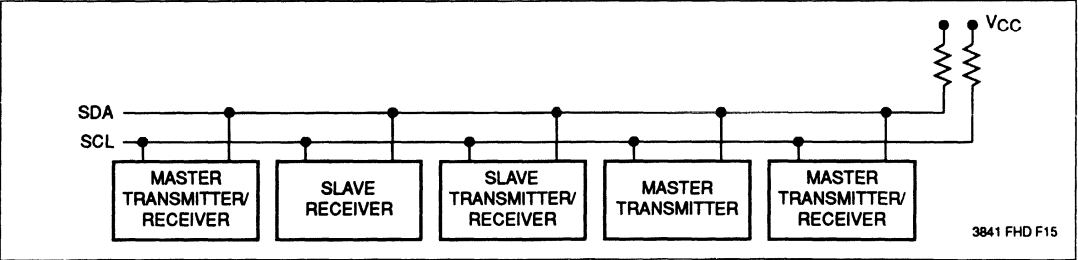 VCC
SDA
SCL
MASTER
TRANSMITTER/
RECEIVER
SLAVE
RECEIVER
SLAVE
TRANSMITTER/
RECEIVER
MASTER
TRANSMITTER
MASTER
TRANSMITTER/
RECEIVER
3841 FHD F15